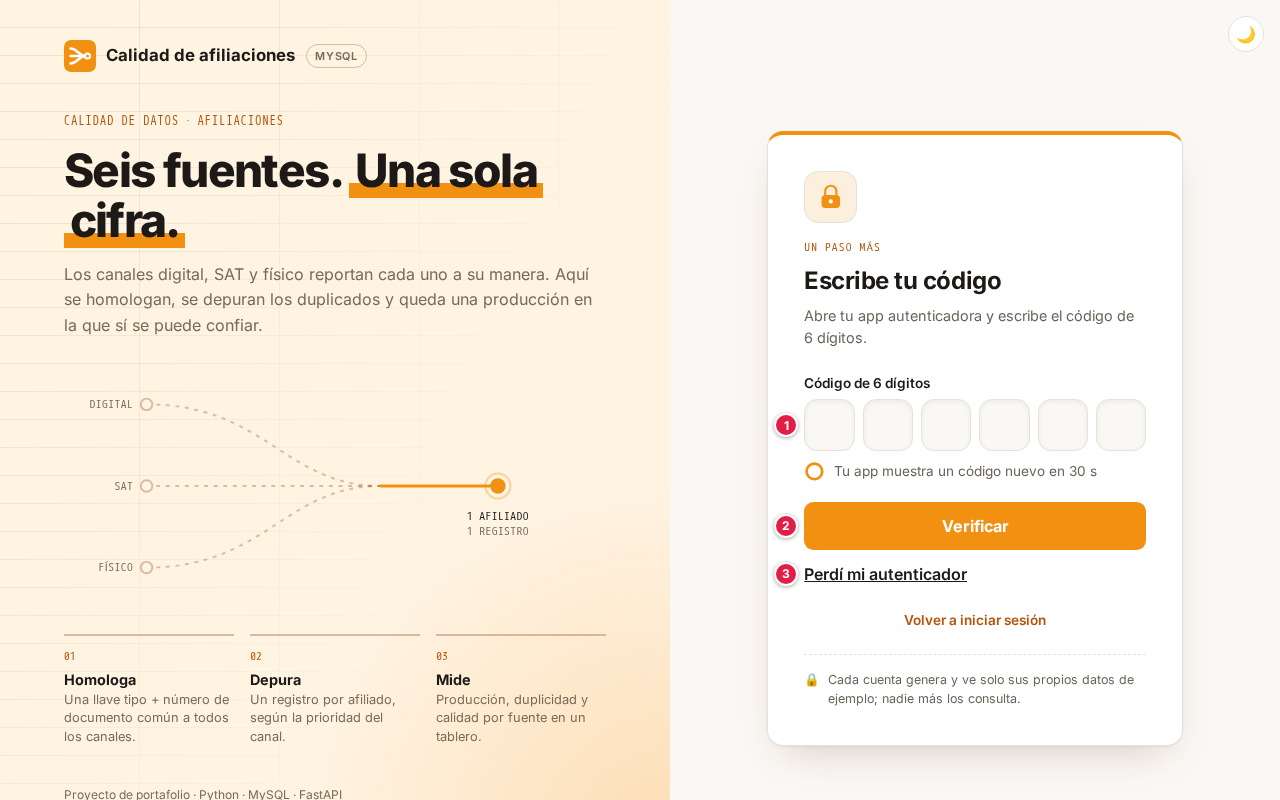 Calidad de afiliaciones MYSQL
CALIDAD DE DATOS · AFILIACIONES
Seis fuentes. Una sola
cifra.
Los canales digital, SAT y físico reportan cada uno a su manera. Aquí
se homologan, se depuran los duplicados y queda una producción en
la que sí se puede confiar.
DIGITAL
SAT
FÍSICO
1 AFILIADO
1 REGISTRO
01
Homologa
Una llave tipo + número de
documento común a todos
los canales.
02
Depura
Un registro por afiliado,
según la prioridad del
canal.
03
Mide
Producción, duplicidad y
calidad por fuente en un
tablero.
Proyecto de portafolio · Python · MySQL · FastAPI
UN PASO MÁS
Escribe tu código
Abre tu app autenticadora y escribe el código de
6 dígitos.
Código de 6 dígitos
1
Tu app muestra un código nuevo en 30 s
2 Verificar
3 Perdí mi autenticador
Volver a iniciar sesión
Cada cuenta genera y ve solo sus propios datos de
ejemplo; nadie más los consulta.